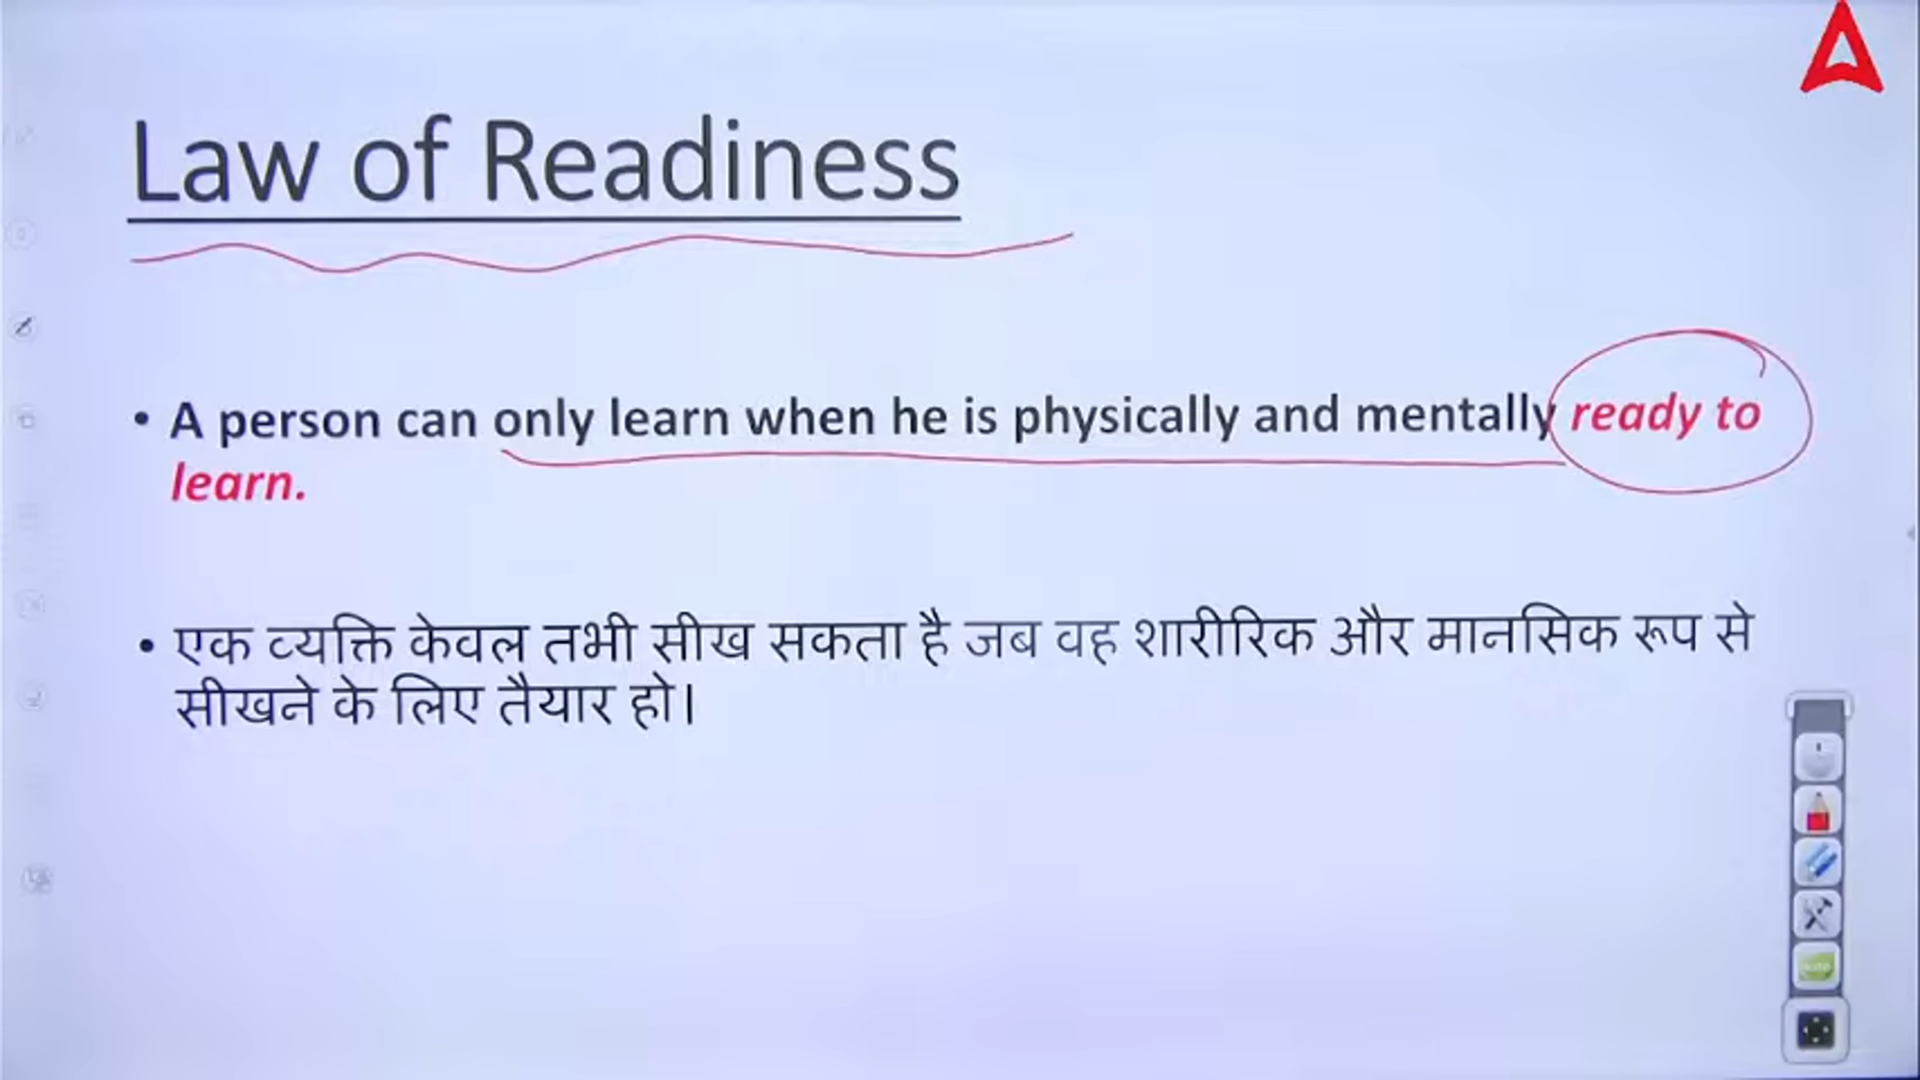 Law of Readiness
• A person can only learn when he is physically and mentally ready to
learn.
• एक व्यक्ति केवल तभी सीख सकता है जब वह शारीरिक और मानसिक रूप से
सीखने के लिए तैयार हो।